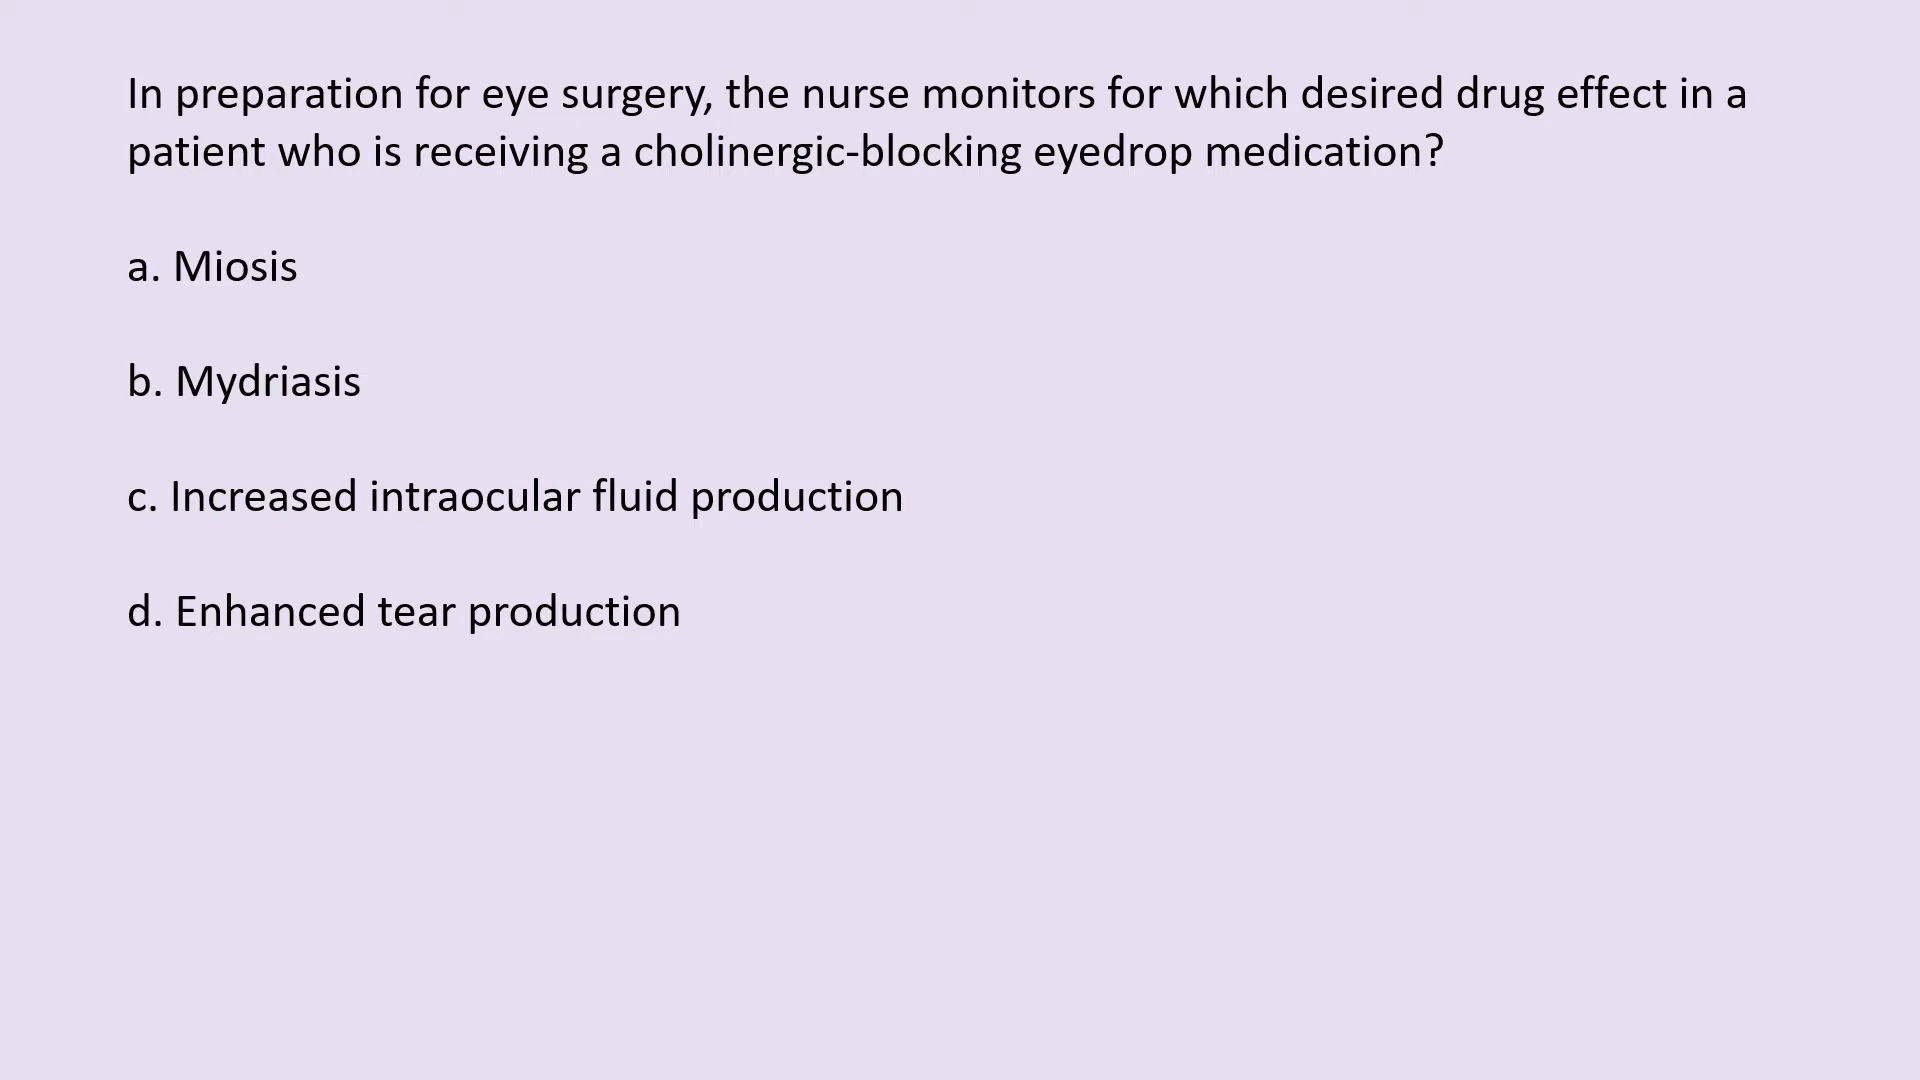 In preparation for eye surgery, the nurse monitors for which desired drug effect in a
patient who is receiving a cholinergic-blocking eyedrop medication?
a. Miosis
b. Mydriasis
c. Increased intraocular fluid production
d. Enhanced tear production